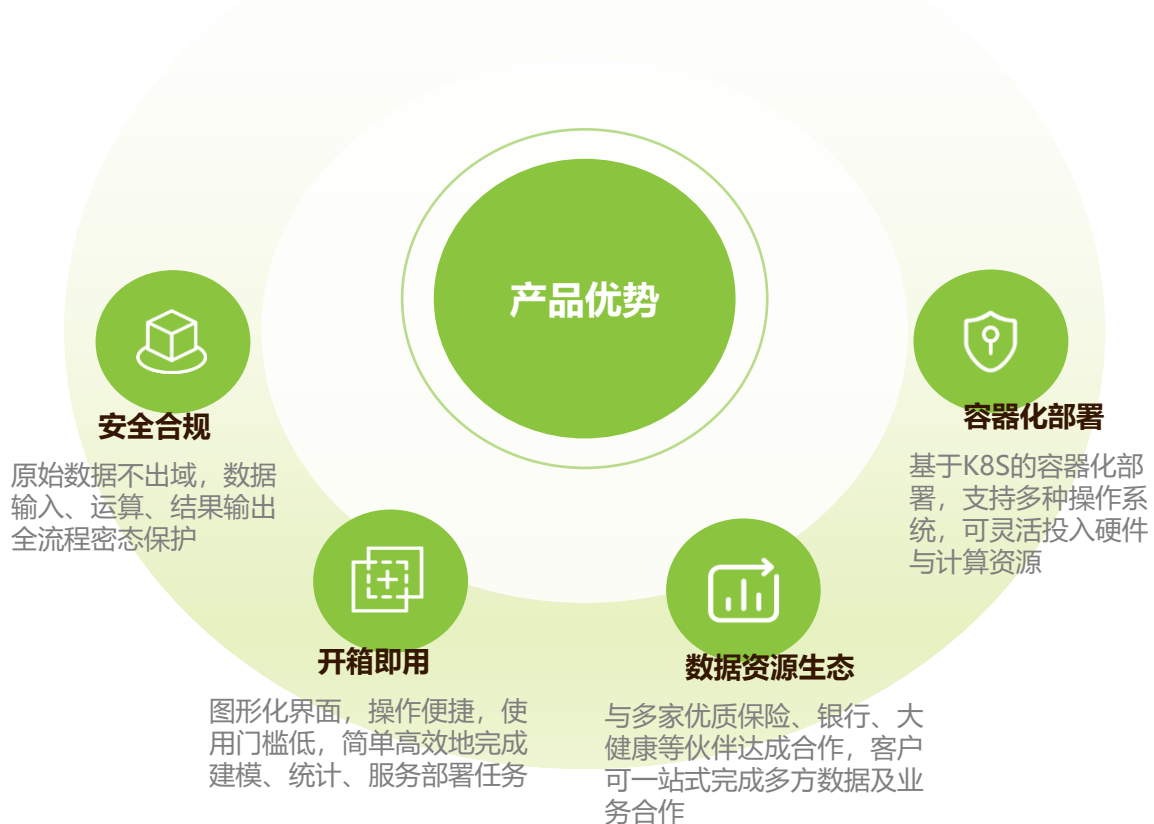 产品优势
安全合规
原始数据不出域，数据
输入、运算、结果输出
全流程密态保护
开箱即用
图形化界面，操作便捷，使
用门槛低，简单高效地完成
建模、统计、服务部署任务
数据资源生态
与多家优质保险、银行、大
健康等伙伴达成合作，客户
可一站式完成多方数据及业
务合作
容器化部署
基于K8S的容器化部
署，支持多种操作系
统，可灵活投入硬件
与计算资源